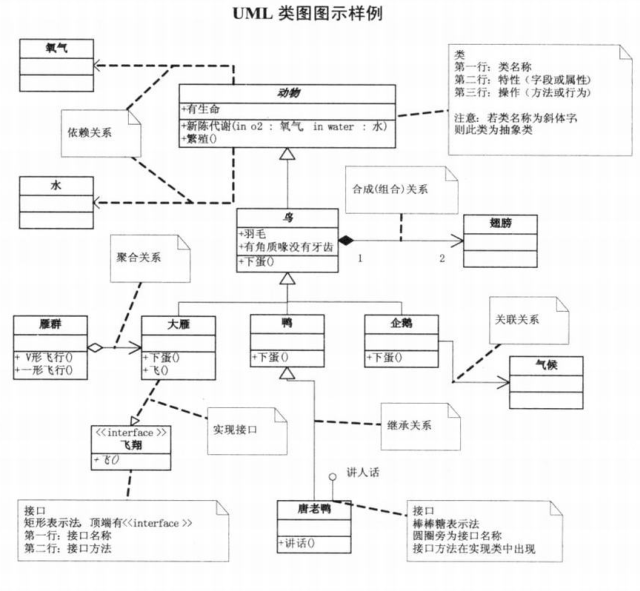 UML 类图图示样例
氧气
类
第一行：类名称
第二行：特性（字段或属性）
第三行：操作（方法或行为）
注意：若类名称为斜体字，
则此类为抽象类
动物
+有生命
+新陈代谢(in o2 : 氧气, in water : 水)
+繁殖()
依赖关系
水
合成(组合)关系
鸟
+羽毛
+有角质喙没有牙齿
+下蛋()
1
2
翅膀
聚合关系
雁群
+ V形飞行()
+一形飞行()
大雁
+下蛋()
+飞()
鸭
+下蛋()
企鹅
+下蛋()
关联关系
气候
<<interface >>
飞翔
+飞()
实现接口
继承关系
讲人话
接口
矩形表示法，顶端有<<interface >>
第一行：接口名称
第二行：接口方法
唐老鸭
+讲话()
接口
棒棒糖表示法
圆圈旁为接口名称
接口方法在实现类中出现